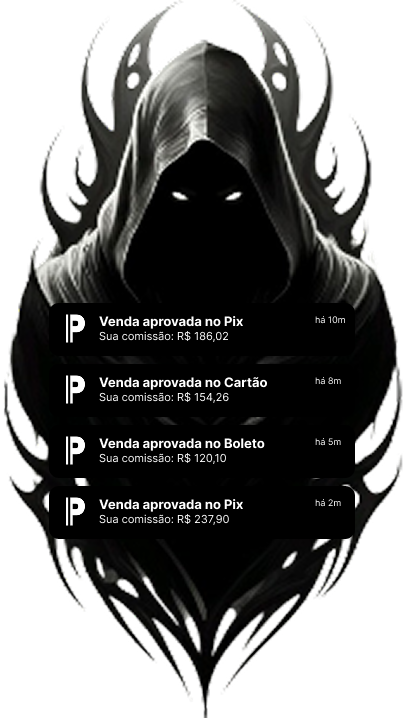 Venda aprovada no Pix
há 10m
Sua comissão: R$ 186,02
Venda aprovada no Cartão
há 8m
Sua comissão: R$ 154,26
Venda aprovada no Boleto
há 5m
Sua comissão: R$ 120,10
Venda aprovada no Pix
há 2m
Sua comissão: R$ 237,90